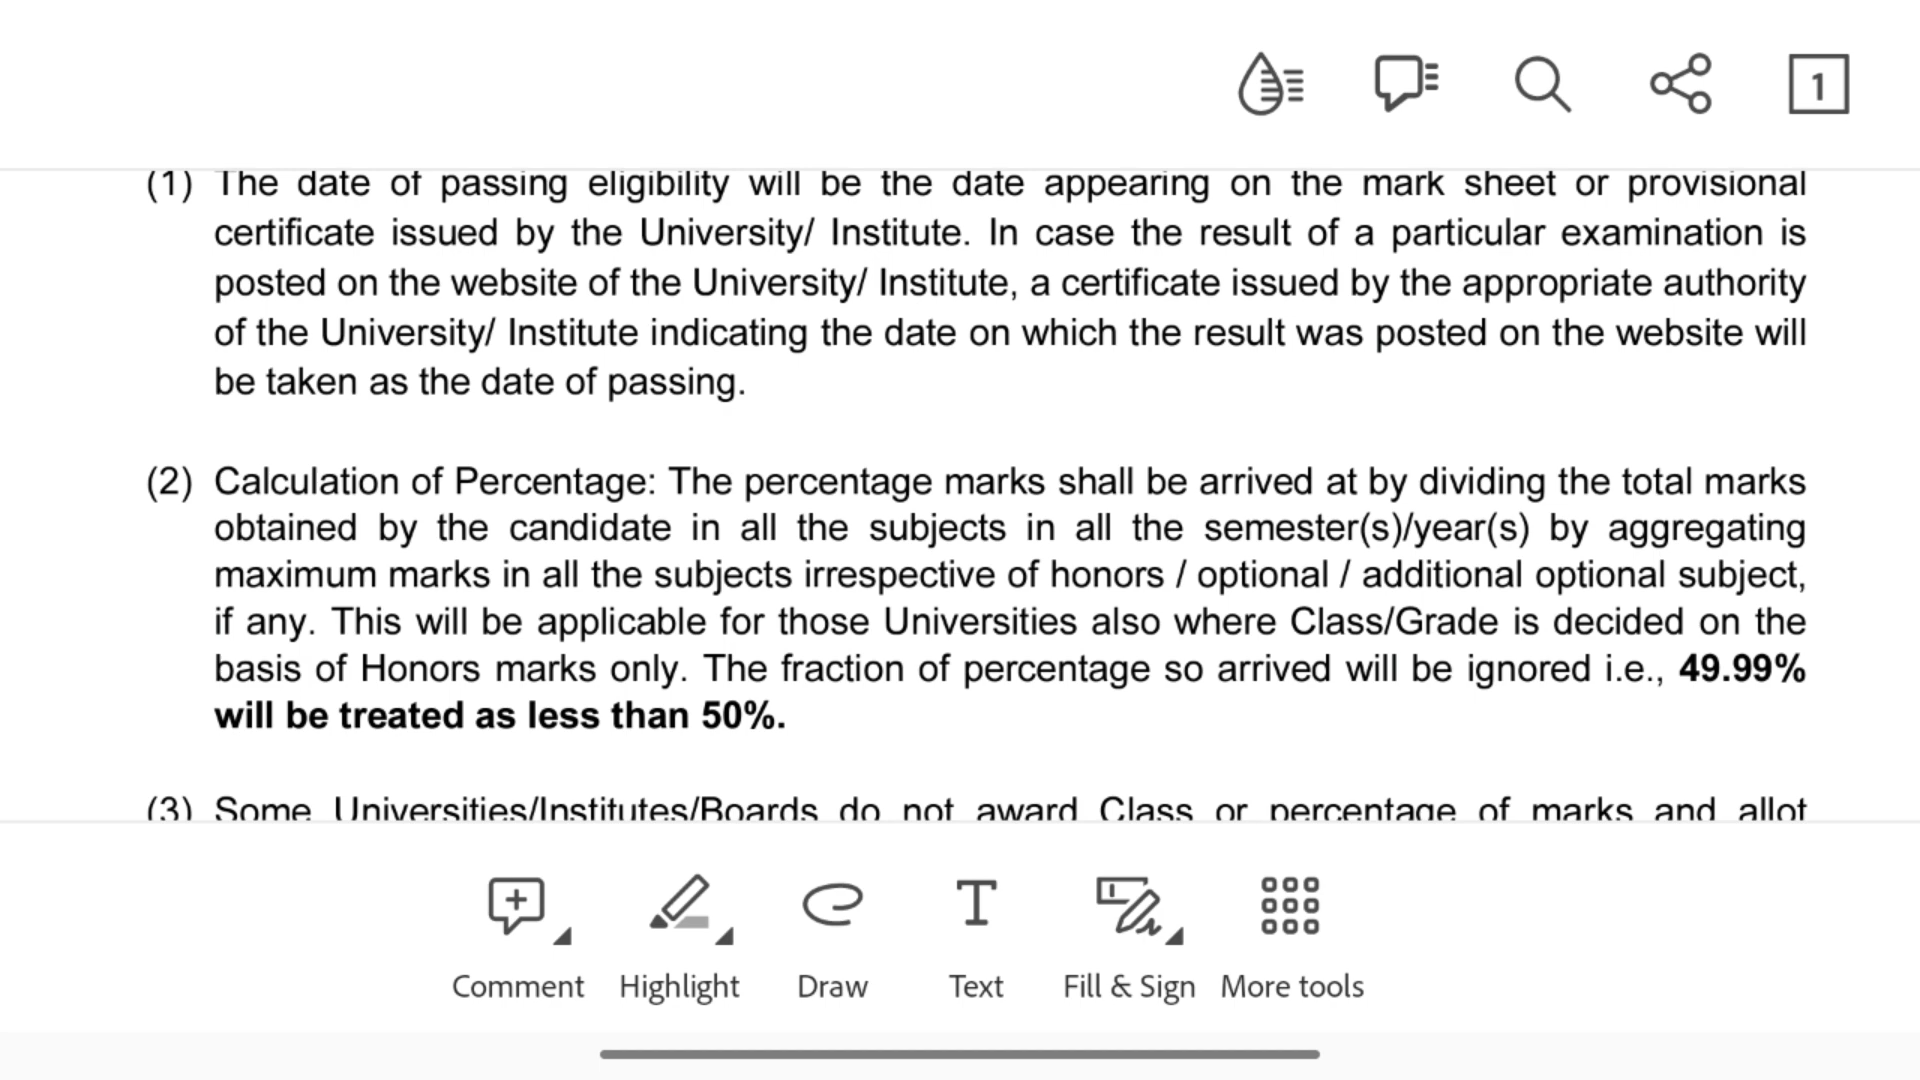 1
(1) The date of passing eligibility will be the date appearing on the mark sheet or provisional
certificate issued by the University/ Institute. In case the result of a particular examination is
posted on the website of the University/ Institute, a certificate issued by the appropriate authority
of the University/ Institute indicating the date on which the result was posted on the website will
be taken as the date of passing.
(2) Calculation of Percentage: The percentage marks shall be arrived at by dividing the total marks
obtained by the candidate in all the subjects in all the semester(s)/year(s) by aggregating
maximum marks in all the subjects irrespective of honors / optional / additional optional subject,
if any. This will be applicable for those Universities also where Class/Grade is decided on the
basis of Honors marks only. The fraction of percentage so arrived will be ignored i.e., 49.99%
will be treated as less than 50%.
(3) Some Universities/Institutes/Boards do not award Class or percentage of marks and allot
Comment Highlight Draw Text Fill & Sign More tools